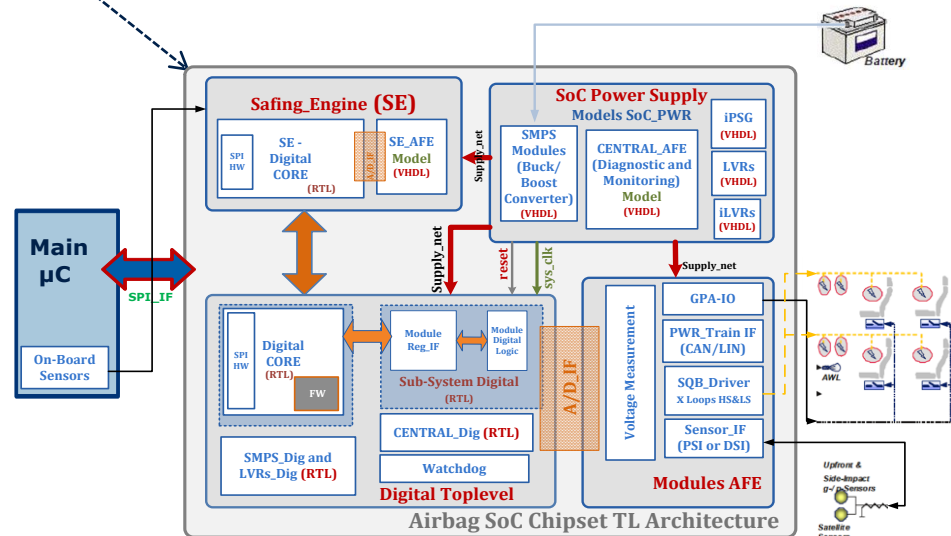 Battery
Safing_Engine (SE)
SPI
HW
SE -
Digital
CORE
(RTL)
A/D_IF
SE_AFE
Model
(VHDL)
Supply_net
SoC Power Supply
Models SoC_PWR
SMPS
Modules
(Buck/
Boost
Converter)
(VHDL)
CENTRAL_AFE
(Diagnostic and
Monitoring)
Model
(VHDL)
iPSG
(VHDL)
LVRs
(VHDL)
iLVRs
(VHDL)
Main
µC
SPI_IF
On-Board
Sensors
Supply_net
reset
sys_clk
Supply_net
SPI
HW
Digital
CORE
(RTL)
FW
Module
Reg_IF
Module
Digital
Logic
Sub-System Digital
(RTL)
SMPS_Dig and
LVRs_Dig (RTL)
CENTRAL_Dig (RTL)
Watchdog
Digital Toplevel
A/D_IF
Voltage Measurement
GPA-IO
PWR_Train IF
(CAN/LIN)
SQB_Driver
X Loops HS&LS
Sensor_IF
(PSI or DSI)
Modules AFE
AWL
Upfront &
Side-Impact
g-/ p-Sensors
Satellite
Sensors
Airbag SoC Chipset TL Architecture